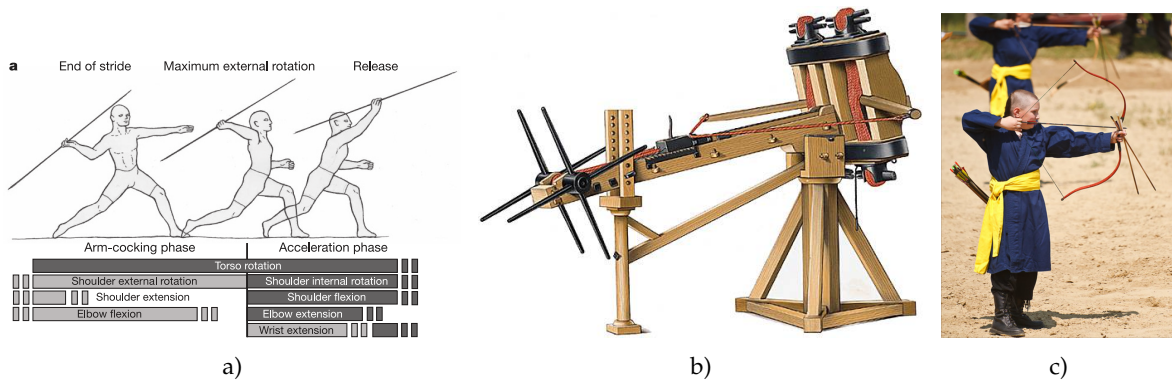 a
End of stride Maximum external rotation Release
Arm-cocking phase Acceleration phase
Torso rotation
Shoulder external rotation Shoulder internal rotation
Shoulder extension Shoulder flexion
Elbow flexion Elbow extension
Wrist extension
a) b) c)